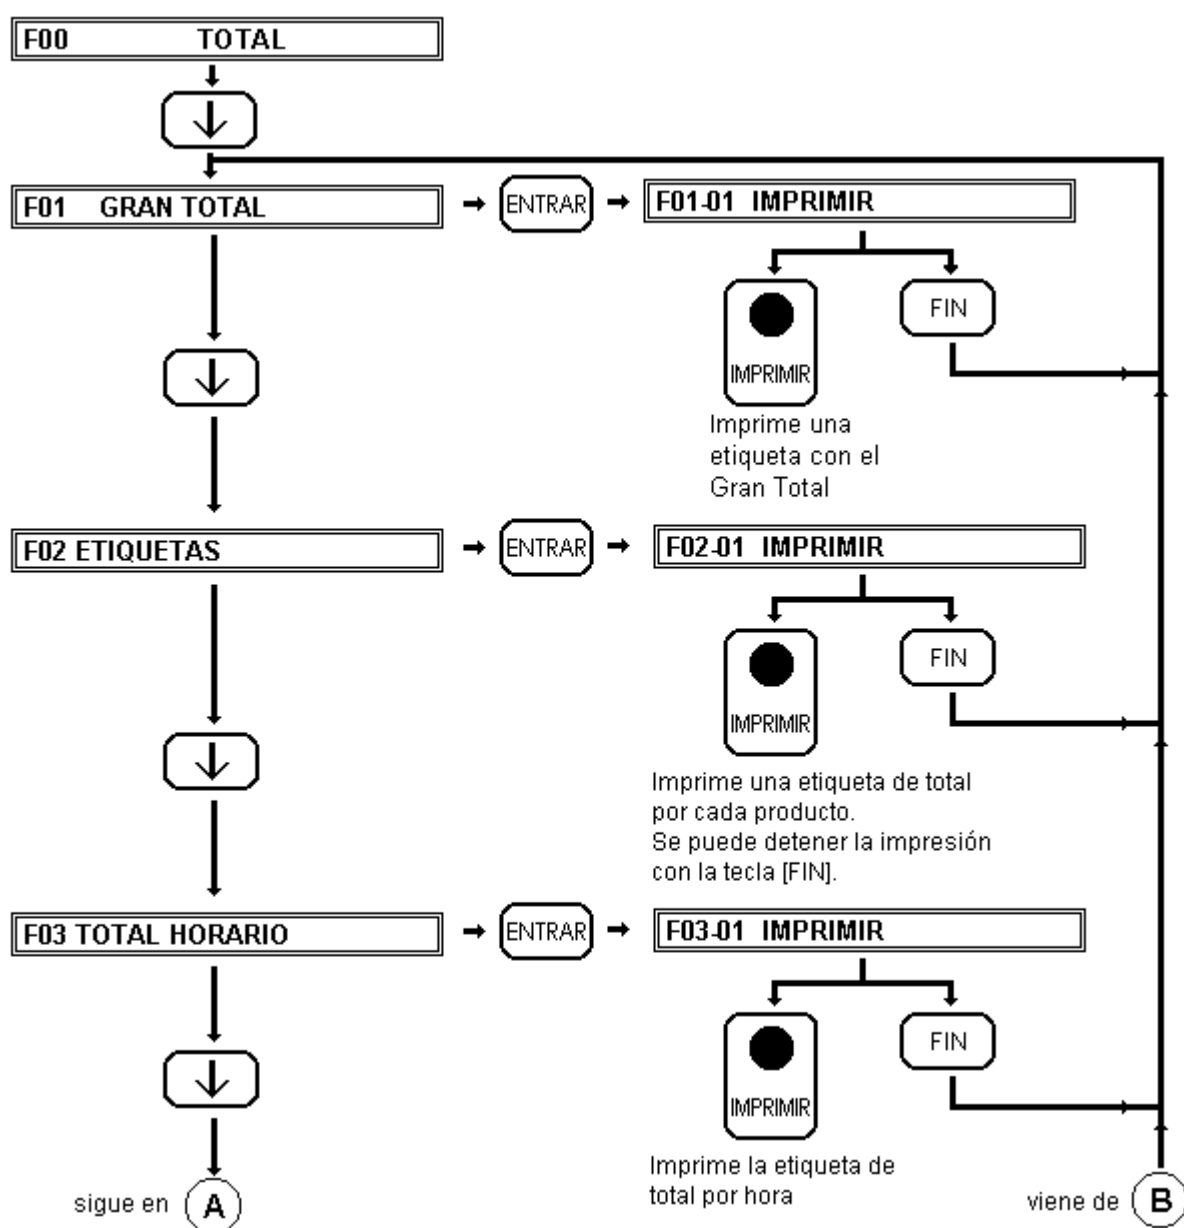 F00 TOTAL
F01 GRAN TOTAL
ENTRAR
F01-01 IMPRIMIR
IMPRIMIR
FIN
Imprime una
etiqueta con el
Gran Total
F02 ETIQUETAS
ENTRAR
F02-01 IMPRIMIR
IMPRIMIR
FIN
Imprime una etiqueta de total
por cada producto.
Se puede detener la impresión
con la tecla [FIN].
F03 TOTAL HORARIO
ENTRAR
F03-01 IMPRIMIR
IMPRIMIR
FIN
Imprime la etiqueta de
total por hora
sigue en A
viene de B